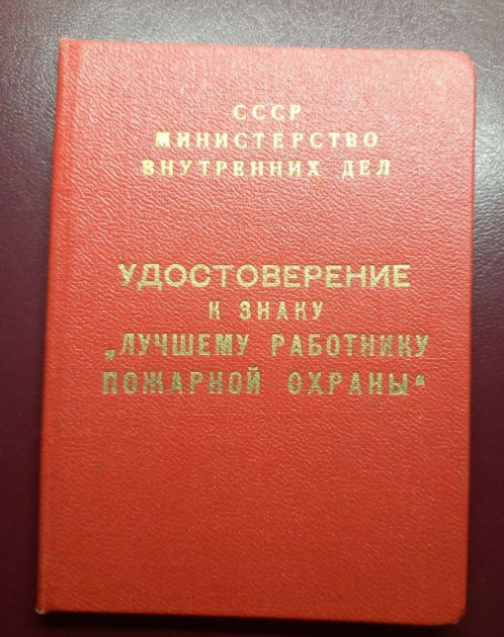 СССР
МИНИСТЕРСТВО
ВНУТРЕННИХ ДЕЛ
УДОСТОВЕРЕНИЕ
К ЗНАКУ
„ЛУЧШЕМУ РАБОТНИКУ
ПОЖАРНОЙ ОХРАНЫ“